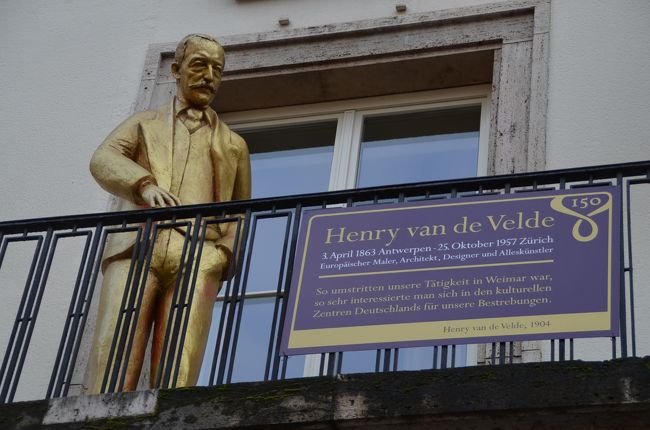 150
Henry van de Velde
3. April 1863 Antwerpen - 25. Oktober 1957 Zürich
Europäischer Maler, Architekt, Designer und Alleskünstler
So umstritten unsere Tätigkeit in Weimar war,
so sehr interessierte man sich in den kulturellen
Zentren Deutschlands für unsere Bestrebungen.
Henry van de Velde, 1904